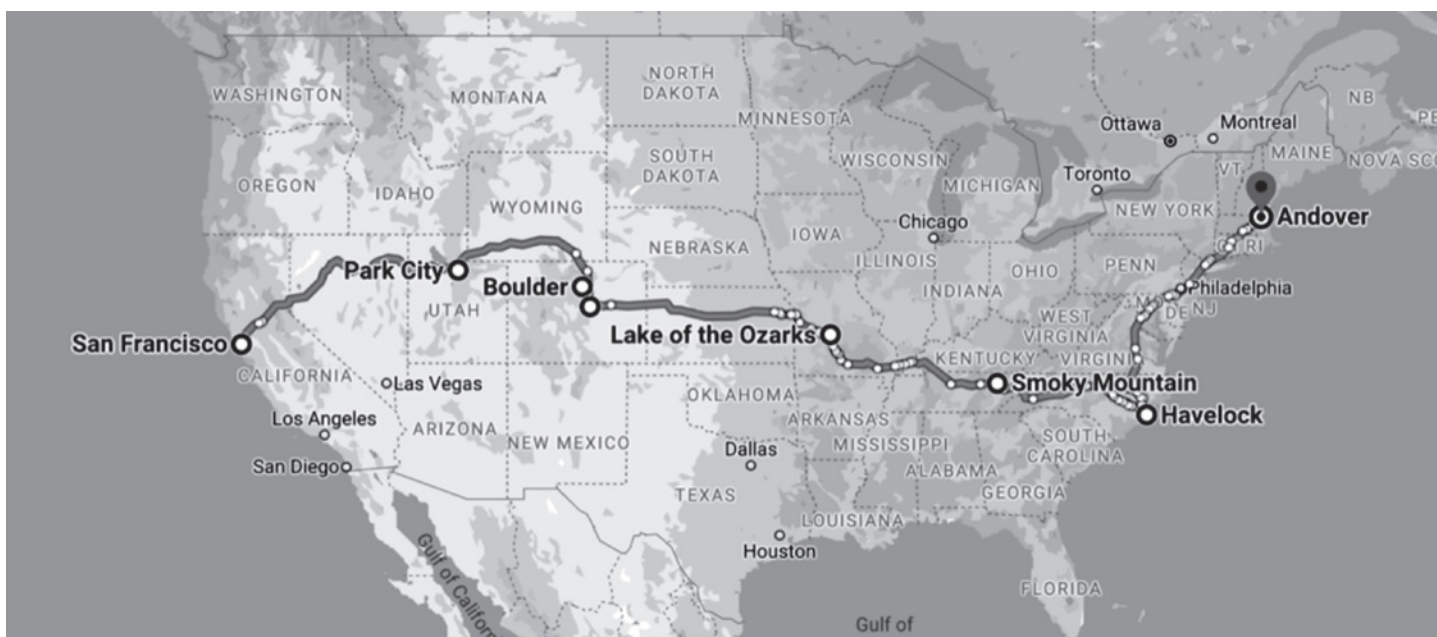 NORTH
DAKOTA
WASHINGTON
MONTANA
NB
MINNESOTA
Ottawa
Montreal
VT
MAINE
NOVA SCO
SOUTH
DAKOTA
WISCONSIN
OREGON
IDAHO
Toronto
MICHIGAN
WYOMING
NEW YORK
Andover
Chicago
IOWA
NEBRASKA
CT RI
Park City
ILLINOIS
OHIO
PENN
Boulder
INDIANA
Philadelphia
UTAH
MD
DE NJ
WEST
VIRGINIA
San Francisco
Lake of the Ozarks
KENTUCKY
VIRGINI
CALIFORNIA
Las Vegas
Smoky Mountain
OKLAHOMA
Los Angeles
ARKANSAS
Havelock
ARIZONA
NEW MEXICO
MISSISSIPPI
SOUTH
CAROLINA
San Diego
Dallas
ALABAMA
TEXAS
GEORGIA
LOUISIANA
Houston
Gulf of Californ
FLORIDA
Gulf of